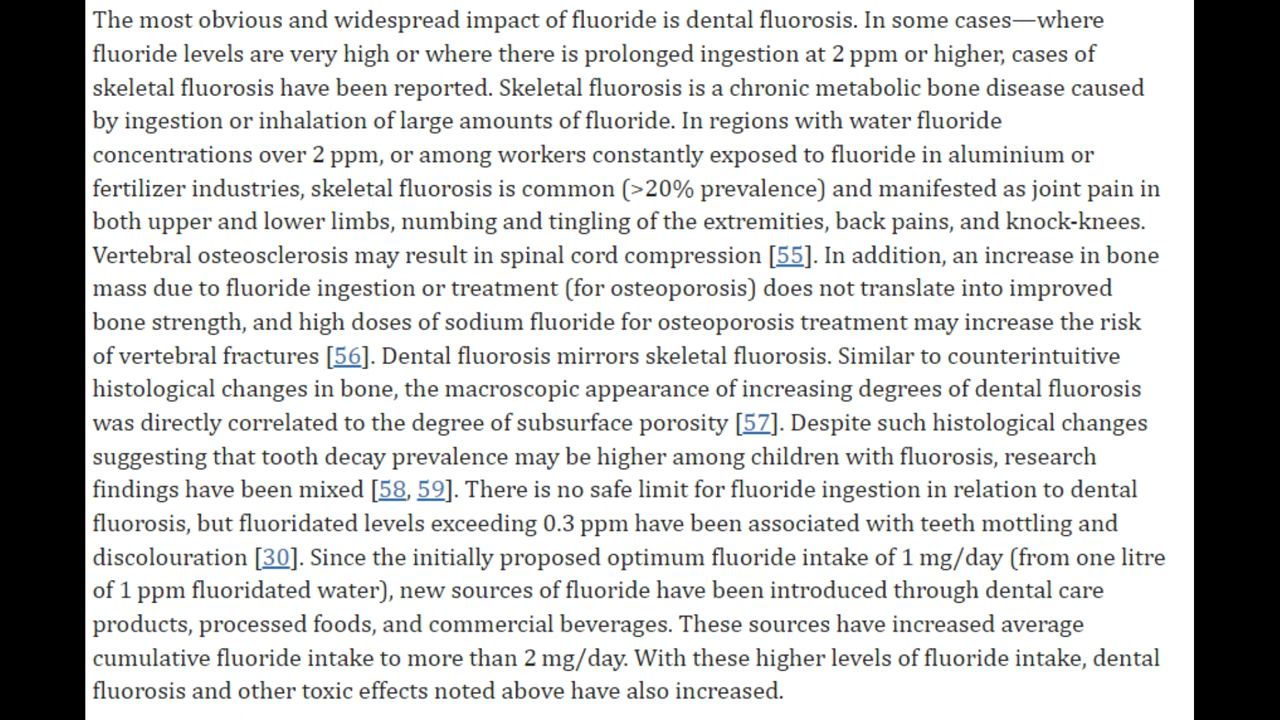 The most obvious and widespread impact of fluoride is dental fluorosis. In some cases—where
fluoride levels are very high or where there is prolonged ingestion at 2 ppm or higher, cases of
skeletal fluorosis have been reported. Skeletal fluorosis is a chronic metabolic bone disease caused
by ingestion or inhalation of large amounts of fluoride. In regions with water fluoride
concentrations over 2 ppm, or among workers constantly exposed to fluoride in aluminium or
fertilizer industries, skeletal fluorosis is common (>20% prevalence) and manifested as joint pain in
both upper and lower limbs, numbing and tingling of the extremities, back pains, and knock-knees.
Vertebral osteosclerosis may result in spinal cord compression [55]. In addition, an increase in bone
mass due to fluoride ingestion or treatment (for osteoporosis) does not translate into improved
bone strength, and high doses of sodium fluoride for osteoporosis treatment may increase the risk
of vertebral fractures [56]. Dental fluorosis mirrors skeletal fluorosis. Similar to counterintuitive
histological changes in bone, the macroscopic appearance of increasing degrees of dental fluorosis
was directly correlated to the degree of subsurface porosity [57]. Despite such histological changes
suggesting that tooth decay prevalence may be higher among children with fluorosis, research
findings have been mixed [58, 59]. There is no safe limit for fluoride ingestion in relation to dental
fluorosis, but fluoridated levels exceeding 0.3 ppm have been associated with teeth mottling and
discolouration [30]. Since the initially proposed optimum fluoride intake of 1 mg/day (from one litre
of 1 ppm fluoridated water), new sources of fluoride have been introduced through dental care
products, processed foods, and commercial beverages. These sources have increased average
cumulative fluoride intake to more than 2 mg/day. With these higher levels of fluoride intake, dental
fluorosis and other toxic effects noted above have also increased.